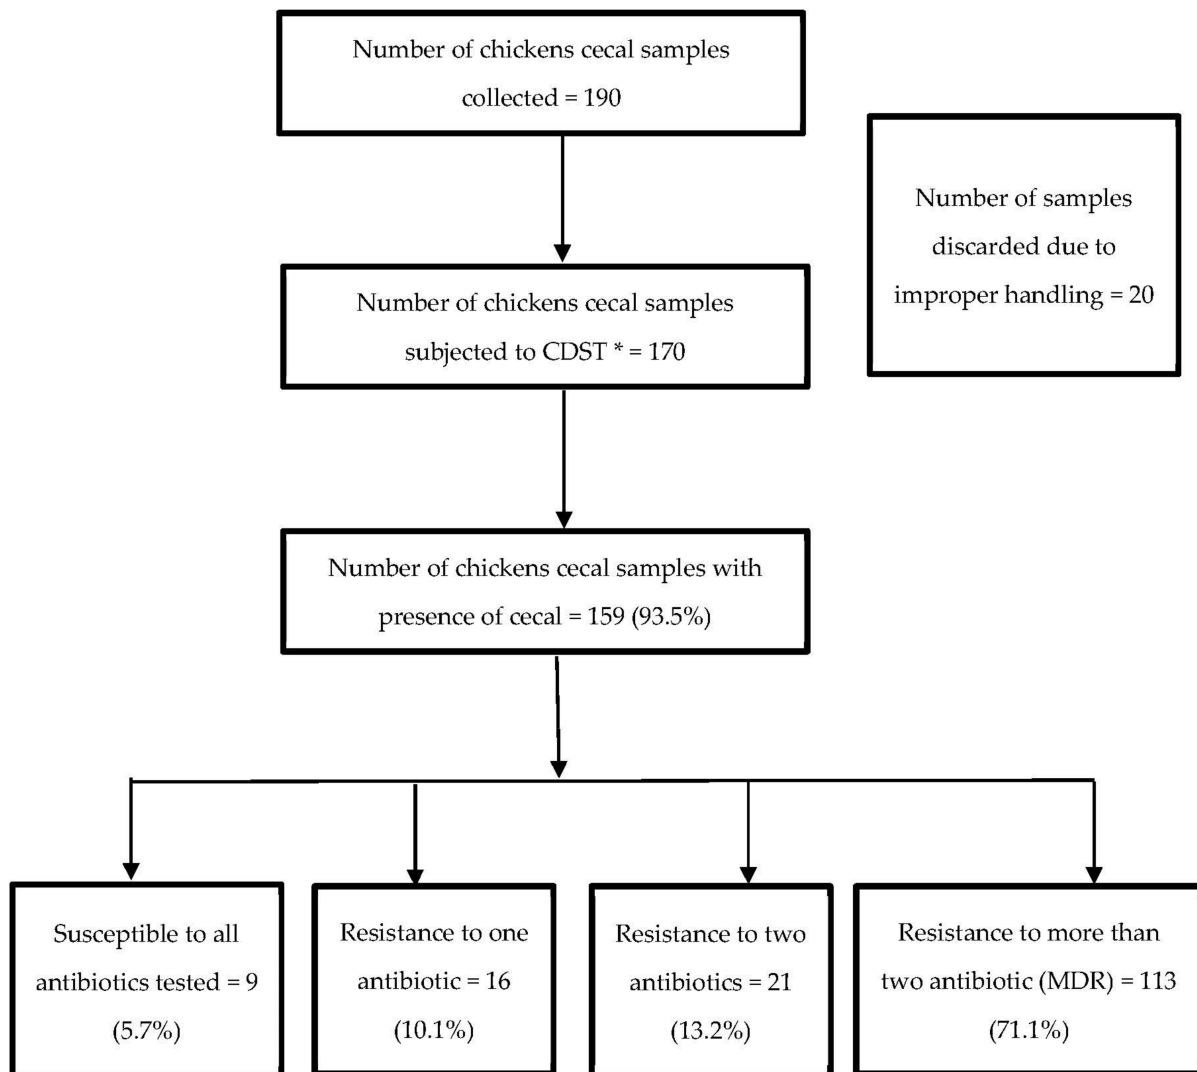 Number of chickens cecal samples
collected = 190
Number of samples
discarded due to
improper handling = 20
Number of chickens cecal samples
subjected to CDST * = 170
Number of chickens cecal samples with
presence of cecal = 159 (93.5%)
Susceptible to all
antibiotics tested = 9
(5.7%)
Resistance to one
antibiotic = 16
(10.1%)
Resistance to two
antibiotics = 21
(13.2%)
Resistance to more than
two antibiotic (MDR) = 113
(71.1%)